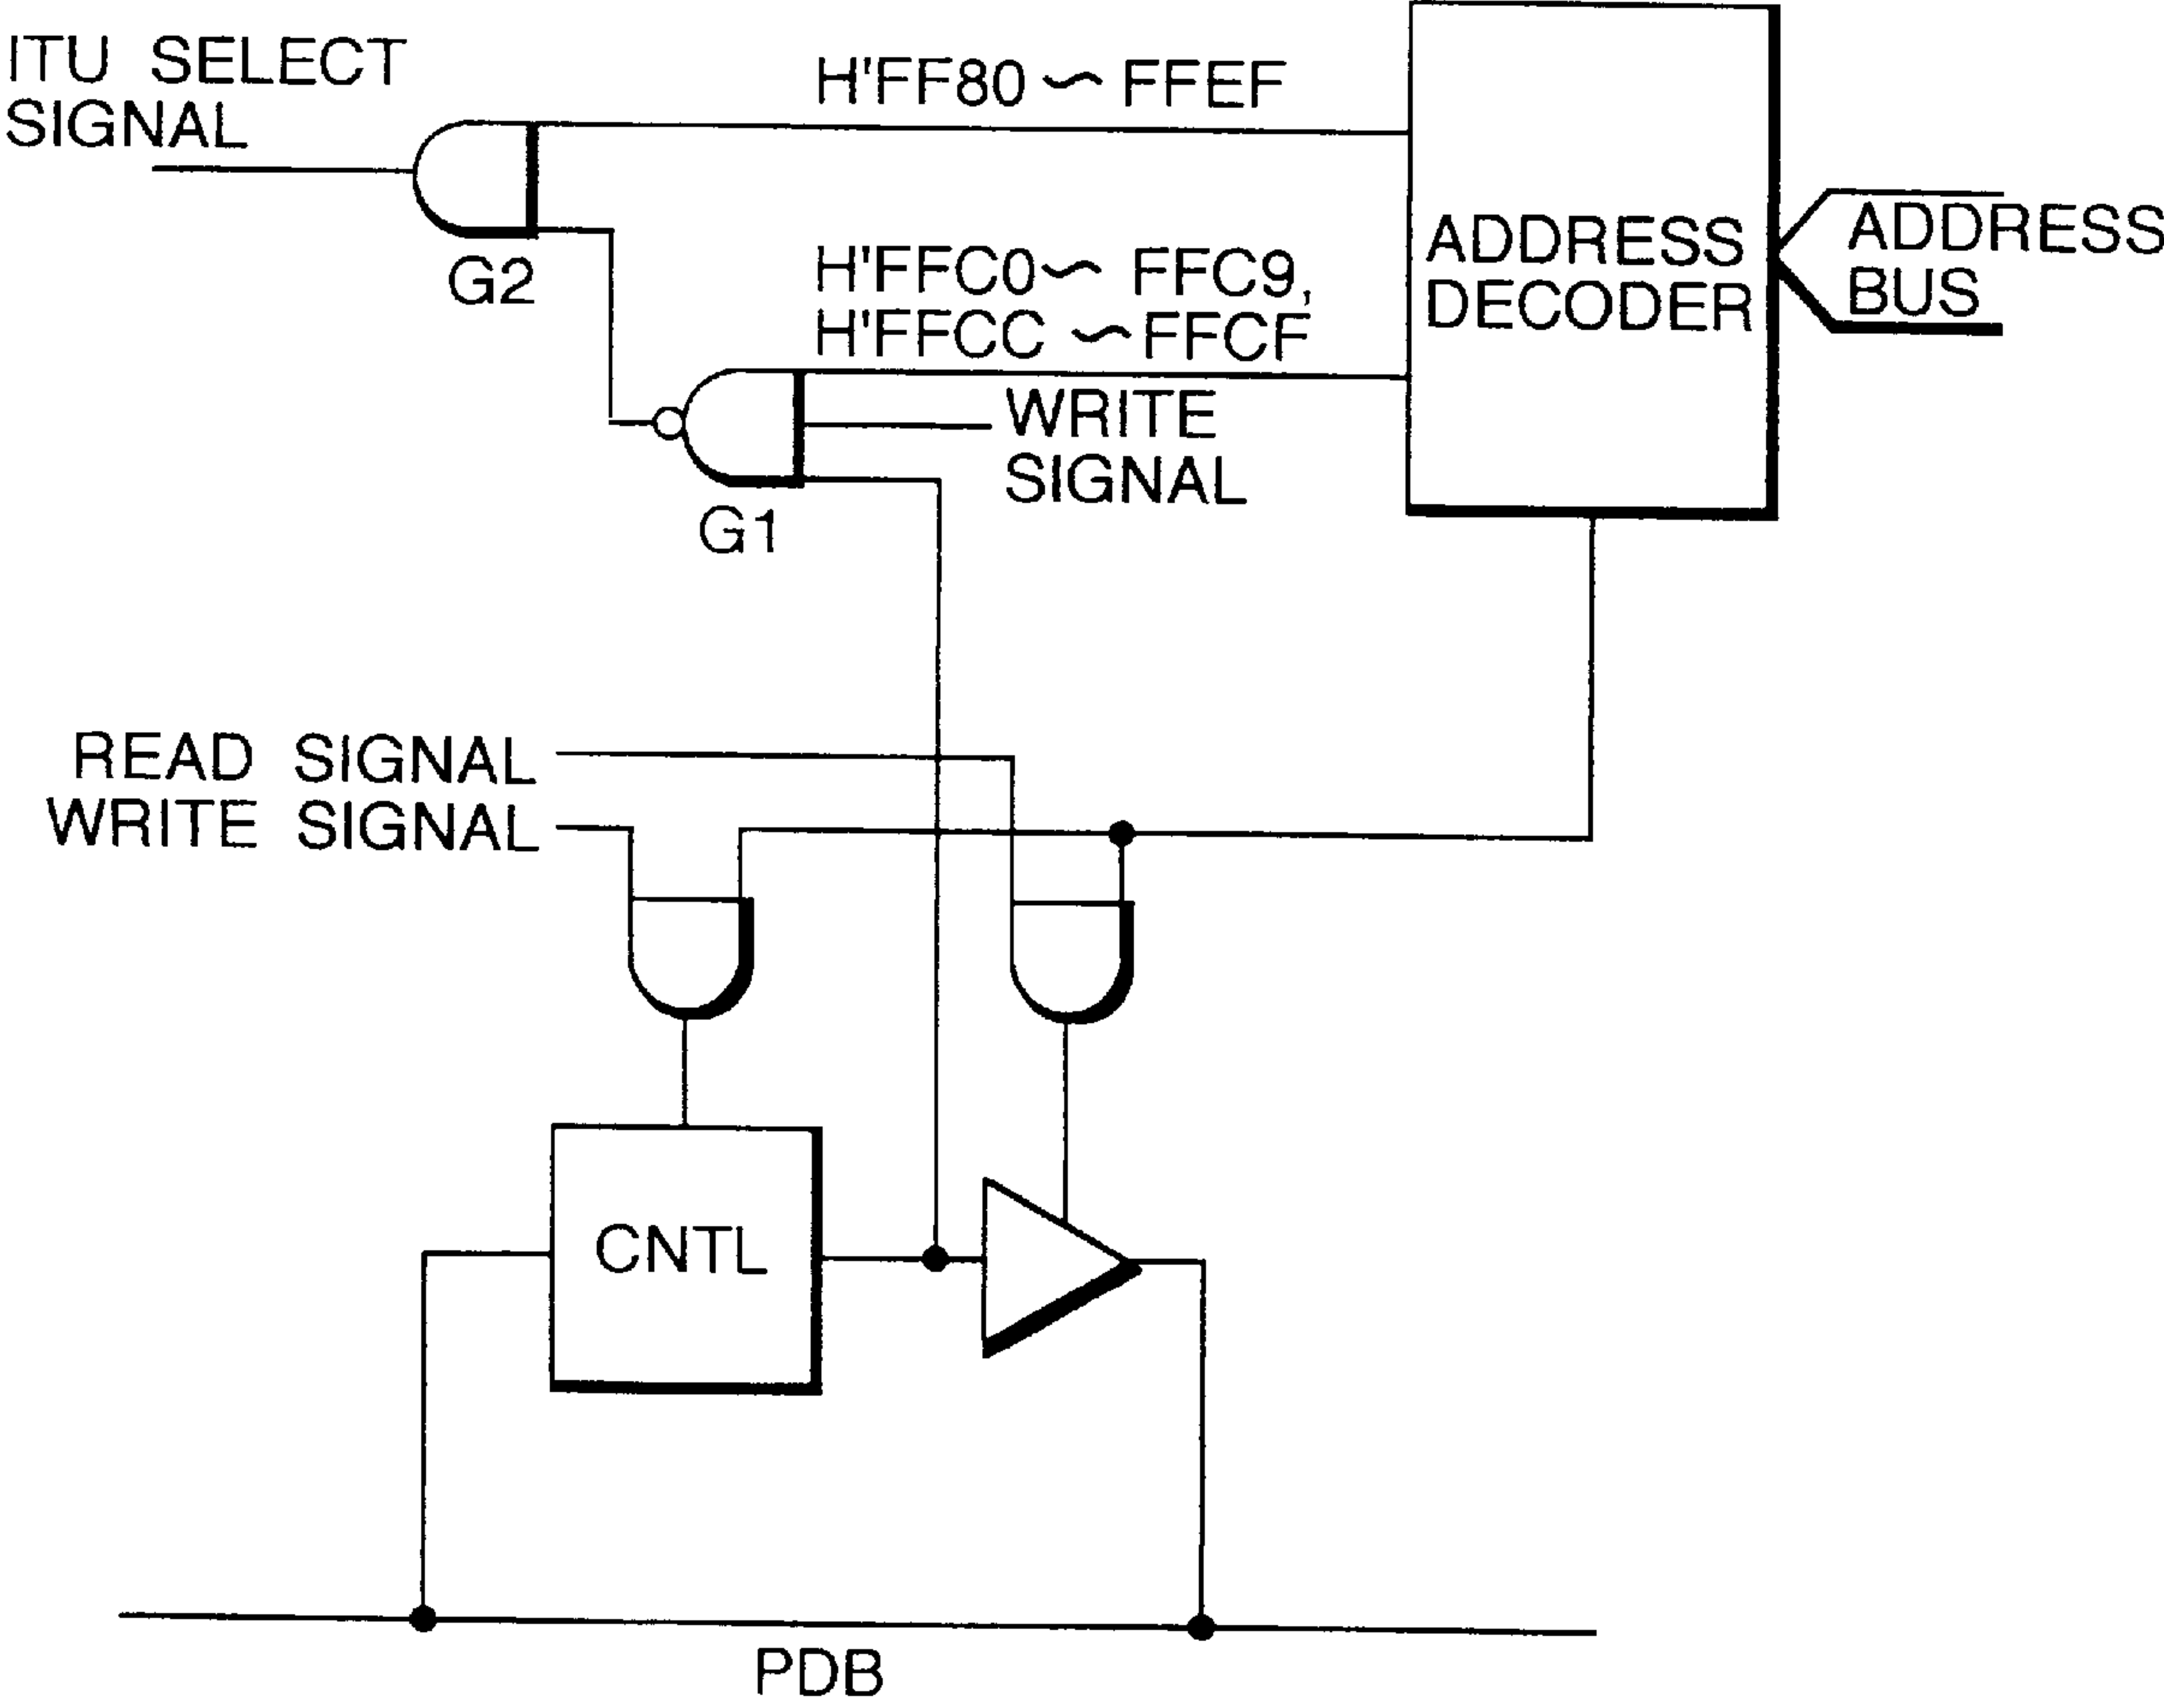 ITU SELECT
SIGNAL
H'FF80 ~ FFEF
G2
H'FFC0 ~ FFC9,
H'FFCC ~ FFCF
ADDRESS
DECODER
ADDRESS
BUS
WRITE
SIGNAL
G1
READ SIGNAL
WRITE SIGNAL
CNTL
PDB